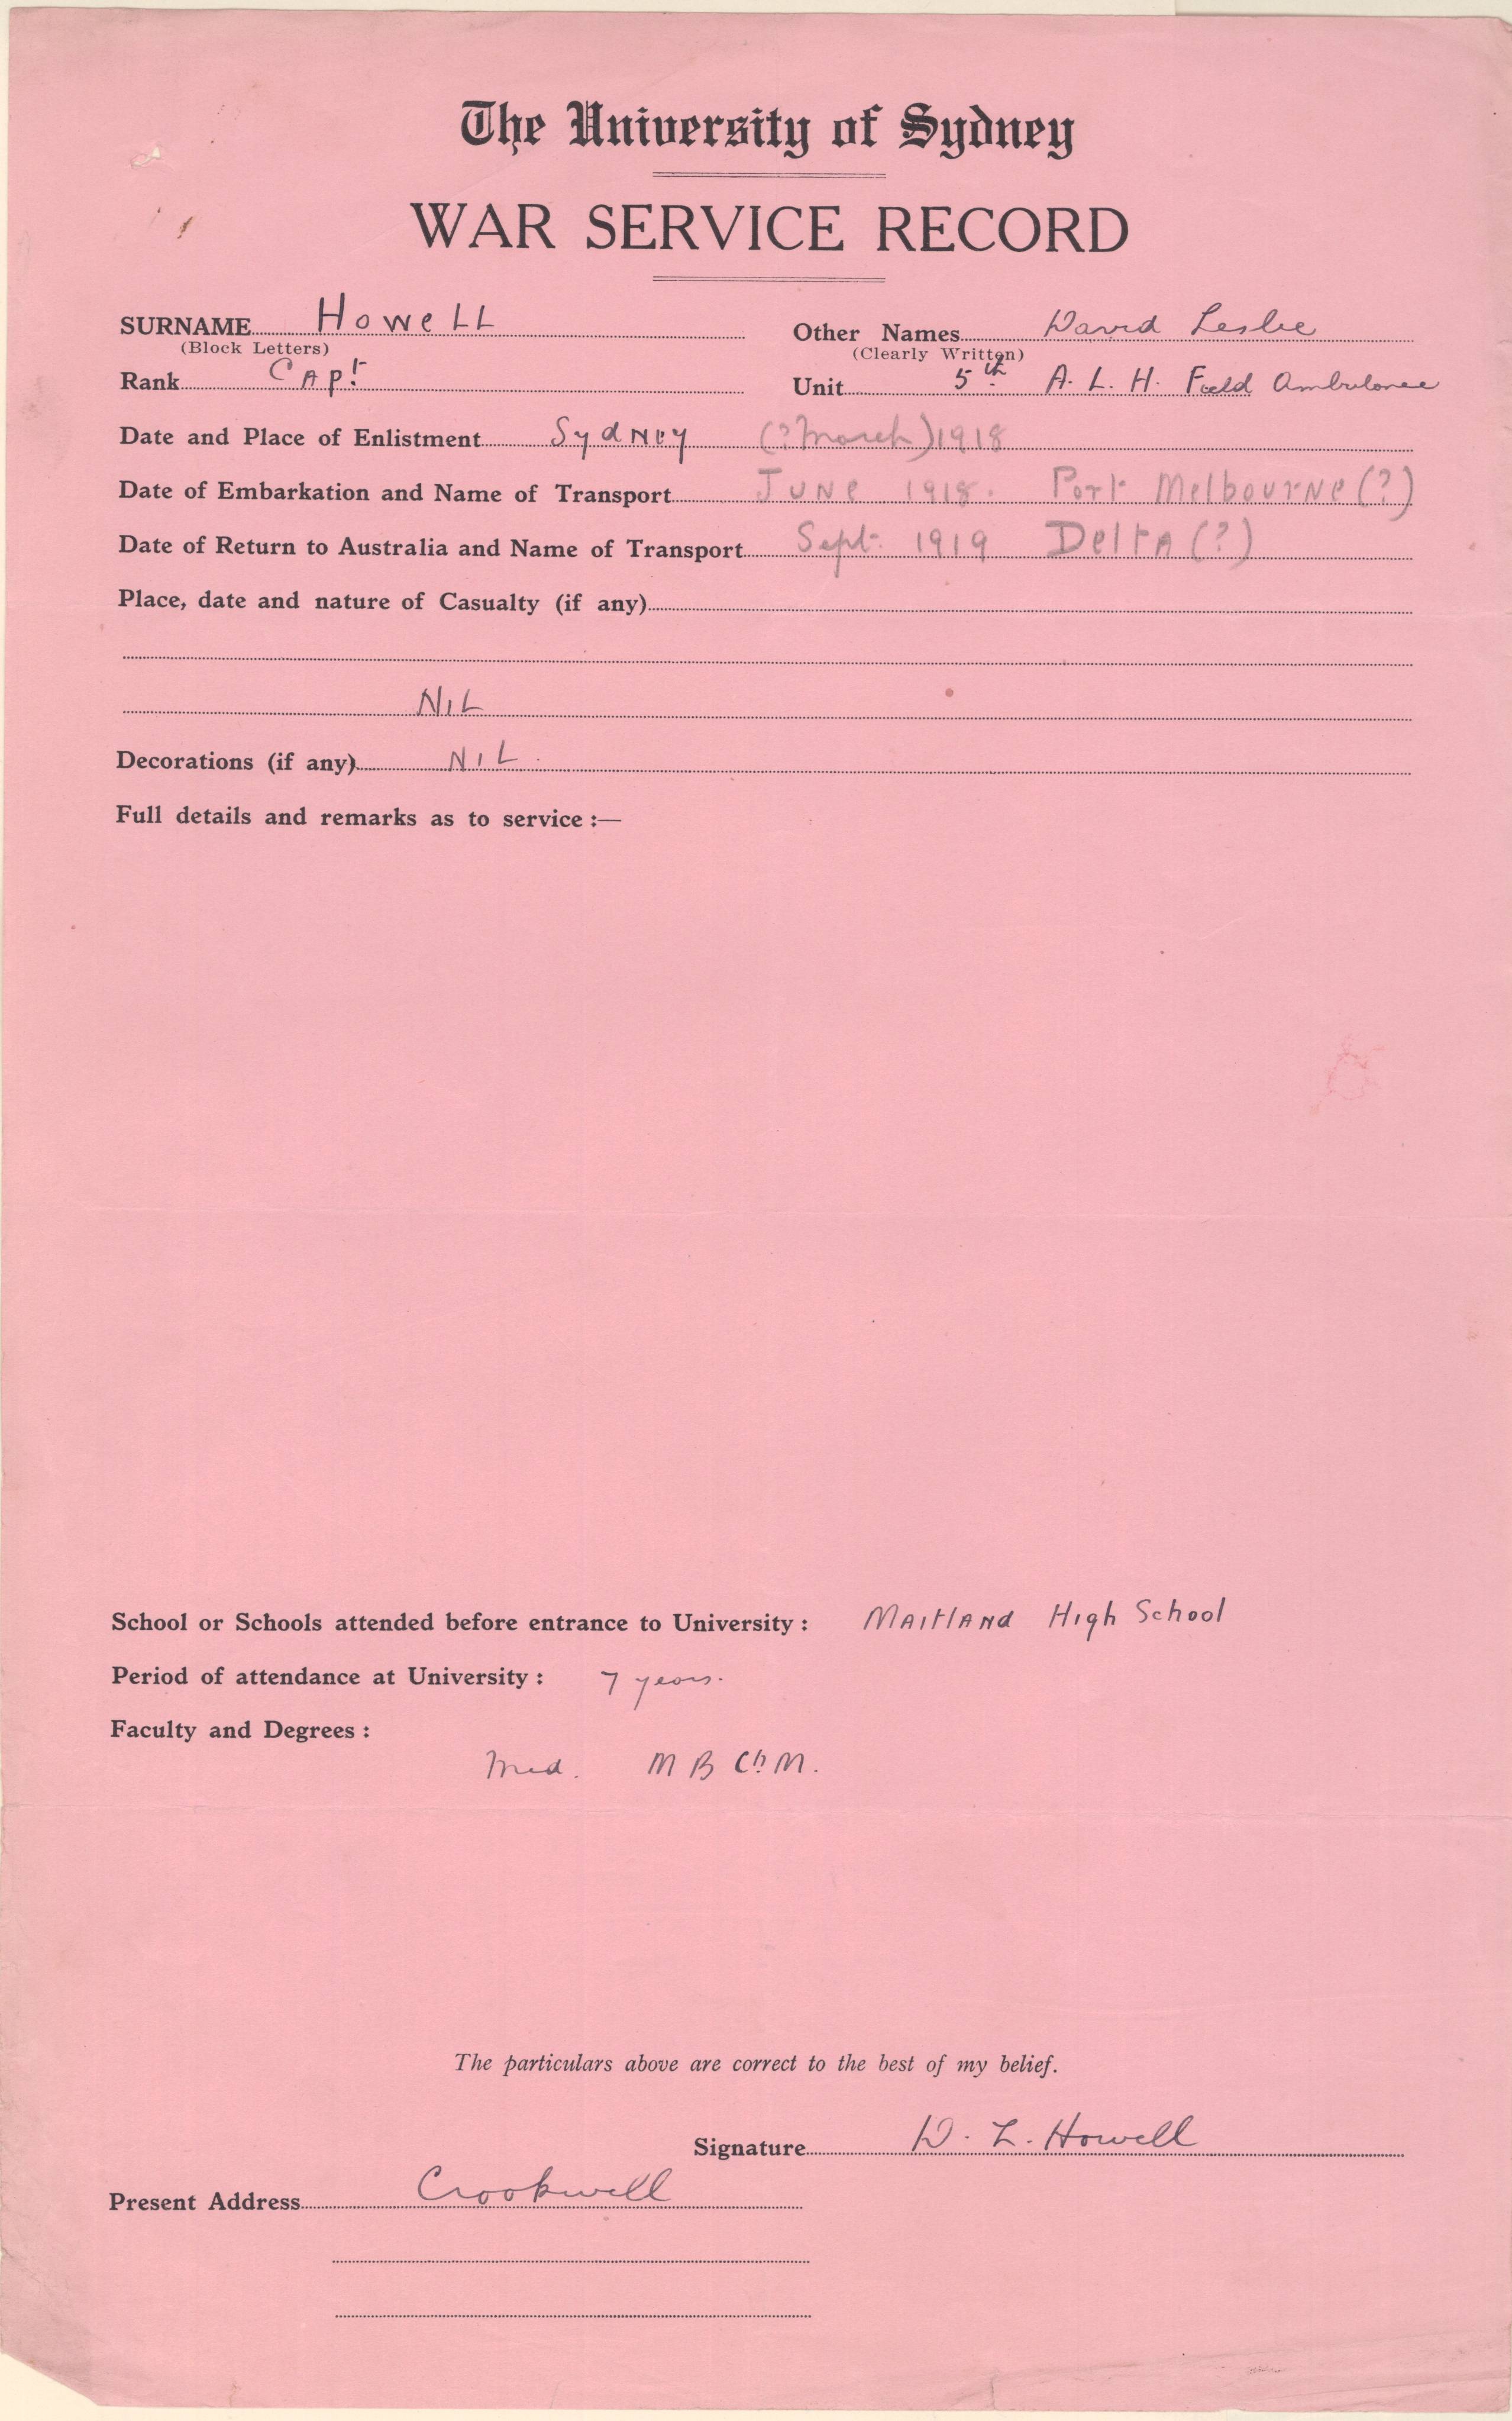 The University of Sydney
WAR SERVICE RECORD
SURNAME HoweLL Other Names David Leslie
(Block Letters) (Clearly Written)
Rank CApt Unit 5th A. L. H. Field Ambulance
Date and Place of Enlistment SydNey (? March) 1918
Date of Embarkation and Name of Transport JUNe 1918. Port MelbourNe (?)
Date of Return to Australia and Name of Transport Sept. 1919 DeltA (?)
Place, date and nature of Casualty (if any)
NiL
Decorations (if any) NiL.
Full details and remarks as to service :—
School or Schools attended before entrance to University : MAitlANd High School
Period of attendance at University : 7 years.
Faculty and Degrees :
Med. M B Ch M.
The particulars above are correct to the best of my belief.
Signature D. L. Howell
Present Address Crookwell